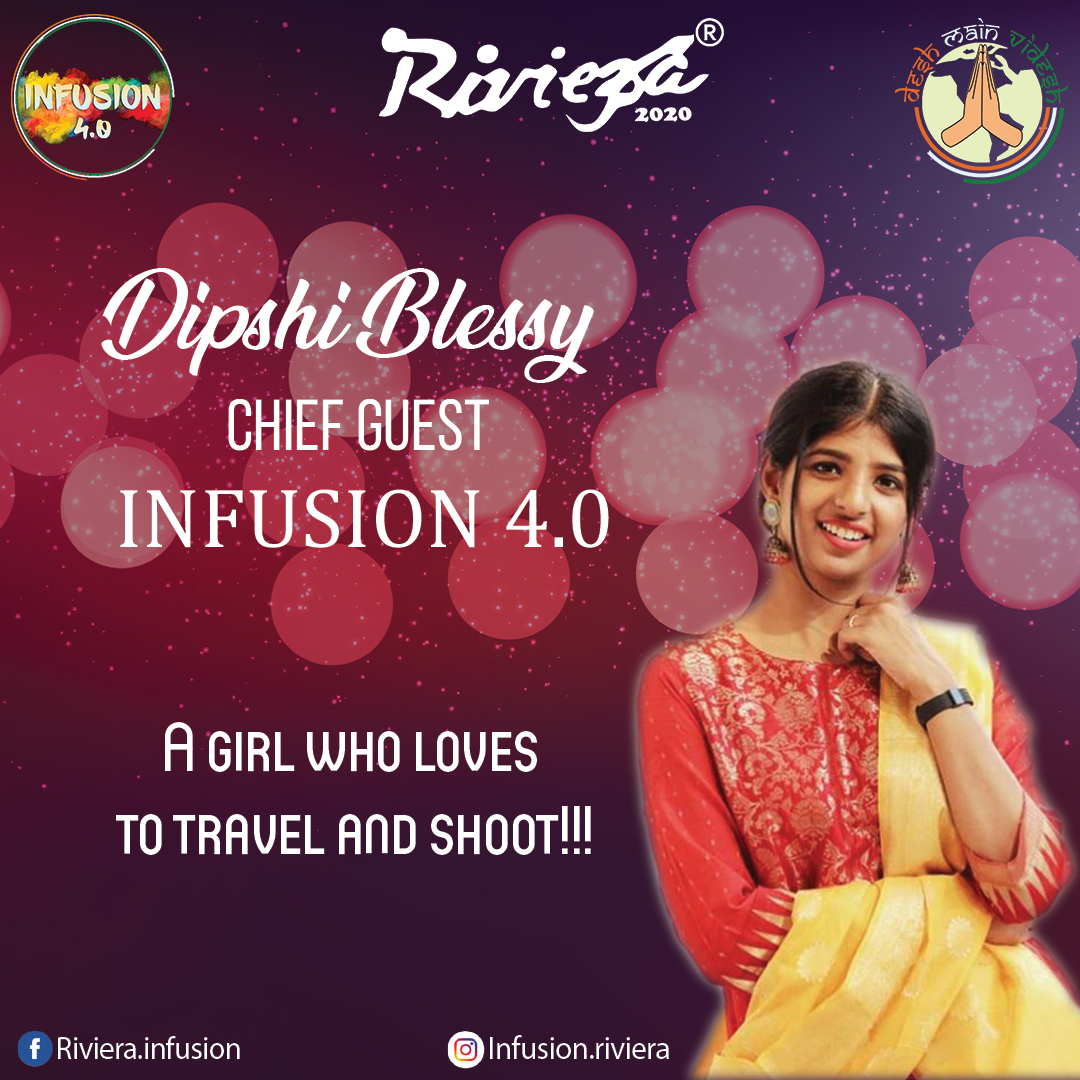 INFUSION
4.0
Riviera®
2020
desh main videsh
Dipshi Blessy
CHIEF GUEST
INFUSION 4.0
A GIRL WHO LOVES
TO TRAVEL AND SHOOT!!!
f Riviera.infusion
Infusion.riviera